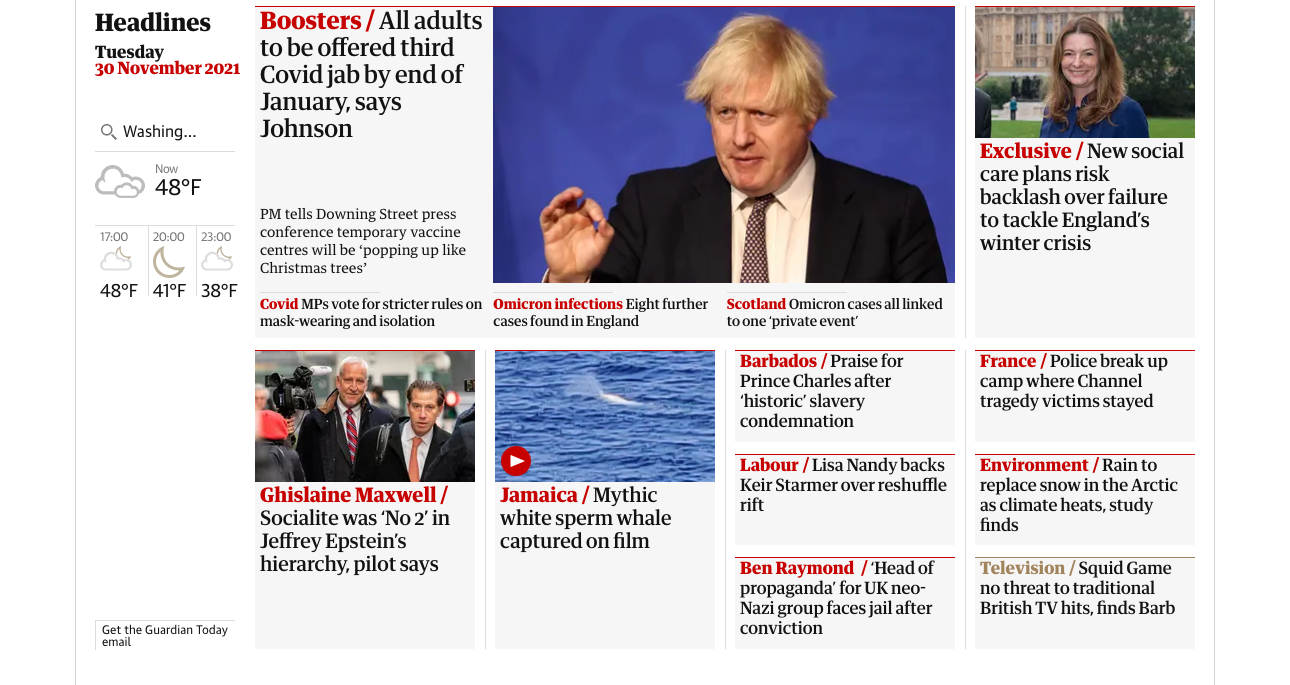 Headlines
Tuesday
30 November 2021
Washing...
Now
48°F
17:00
20:00
23:00
48°F
41°F
38°F
Get the Guardian Today
email
Boosters / All adults
to be offered third
Covid jab by end of
January, says
Johnson
PM tells Downing Street press
conference temporary vaccine
centres will be ‘popping up like
Christmas trees’
Covid MPs vote for stricter rules on
mask-wearing and isolation
Omicron infections Eight further
cases found in England
Scotland Omicron cases all linked
to one ‘private event’
Exclusive / New social
care plans risk
backlash over failure
to tackle England’s
winter crisis
Ghislaine Maxwell /
Socialite was ‘No 2’ in
Jeffrey Epstein’s
hierarchy, pilot says
Jamaica / Mythic
white sperm whale
captured on film
Barbados / Praise for
Prince Charles after
‘historic’ slavery
condemnation
Labour / Lisa Nandy backs
Keir Starmer over reshuffle
rift
Ben Raymond / ‘Head of
propaganda’ for UK neo-
Nazi group faces jail after
conviction
France / Police break up
camp where Channel
tragedy victims stayed
Environment / Rain to
replace snow in the Arctic
as climate heats, study
finds
Television / Squid Game
no threat to traditional
British TV hits, finds Barb